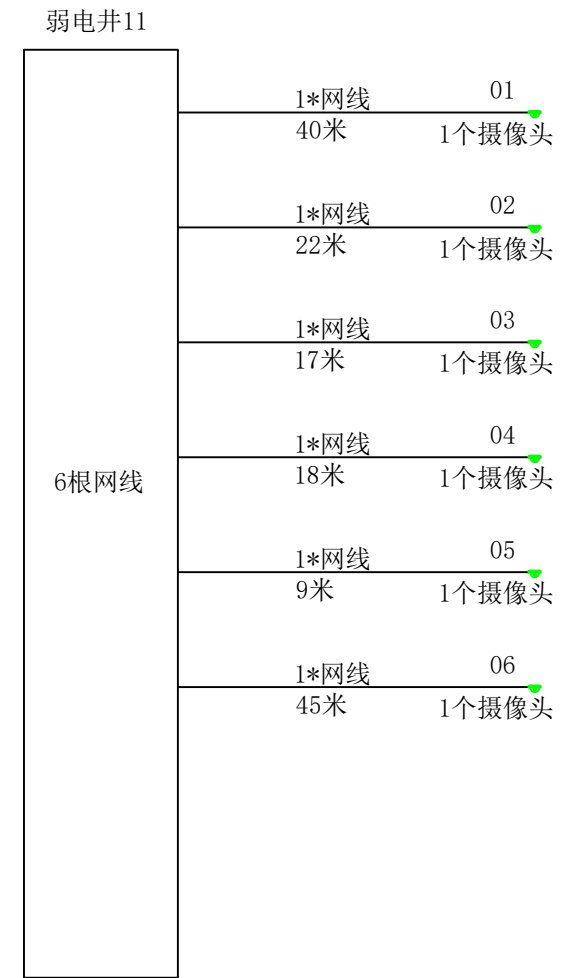 弱电井11
6根网线
1*网线
01
40米
1个摄像头
1*网线
02
22米
1个摄像头
1*网线
03
17米
1个摄像头
1*网线
04
18米
1个摄像头
1*网线
05
9米
1个摄像头
1*网线
06
45米
1个摄像头